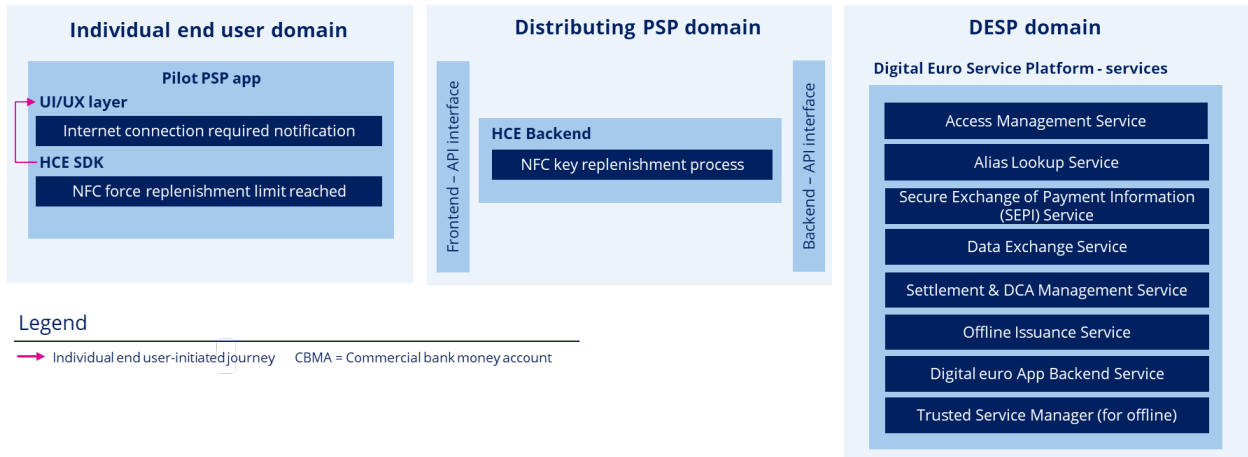 Individual end user domain
Pilot PSP app
UI/UX layer
Internet connection required notification
HCE SDK
NFC force replenishment limit reached
Distributing PSP domain
Frontend – API interface
HCE Backend
NFC key replenishment process
Backend – API interface
DESP domain
Digital Euro Service Platform - services
Access Management Service
Alias Lookup Service
Secure Exchange of Payment Information
(SEPI) Service
Data Exchange Service
Settlement & DCA Management Service
Offline Issuance Service
Digital euro App Backend Service
Trusted Service Manager (for offline)
Legend
Individual end user-initiated journey
CBMA = Commercial bank money account